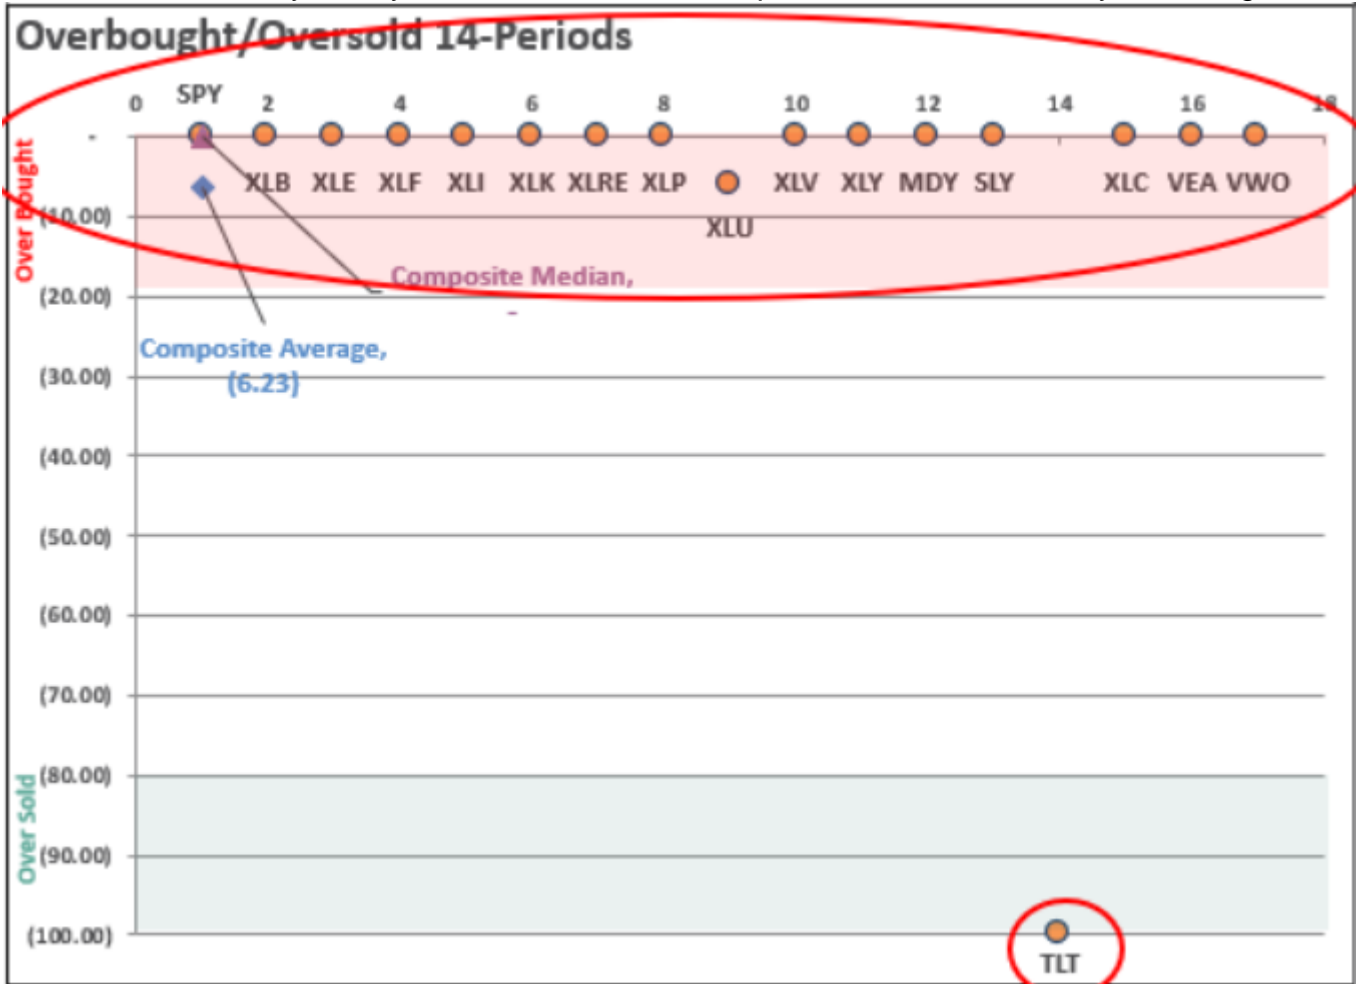 Overbought/Oversold 14-Periods
0 SPY 2 4 6 8 10 12 14 16 18
-
XLB XLE XLF XLI XLK XLRE XLP XLV XLY MDY SLY XLC VEA VWO
Over Bought
(10.00)
XLU
Composite Median,
-
(20.00)
Composite Average,
(6.23)
(30.00)
(40.00)
(50.00)
(60.00)
(70.00)
(80.00)
Over Sold
(90.00)
(100.00)
TLT